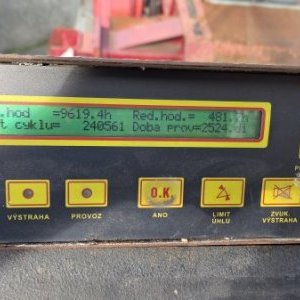 .hod =9619.4h Red.hod.= 481.
t cyklu= 240561 Doba prov=2524.
O.K.
VÝSTRAHA PROVOZ ANO LIMIT ÚHLU ZVUK. VÝSTRAHA